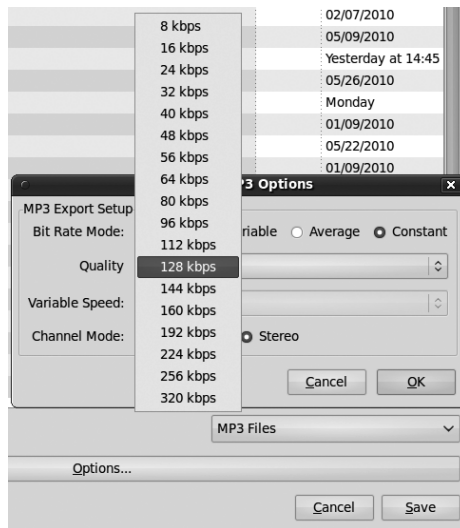 02/07/2010
05/09/2010
Yesterday at 14:45
05/26/2010
Monday
01/09/2010
05/22/2010
01/09/2010
8 kbps
16 kbps
24 kbps
32 kbps
40 kbps
48 kbps
56 kbps
64 kbps
80 kbps
96 kbps
112 kbps
128 kbps
144 kbps
160 kbps
192 kbps
224 kbps
256 kbps
320 kbps
3 Options
MP3 Export Setup
Bit Rate Mode: riable Average Constant
Quality
Variable Speed:
Channel Mode: Stereo
Cancel OK
MP3 Files
Options...
Cancel Save